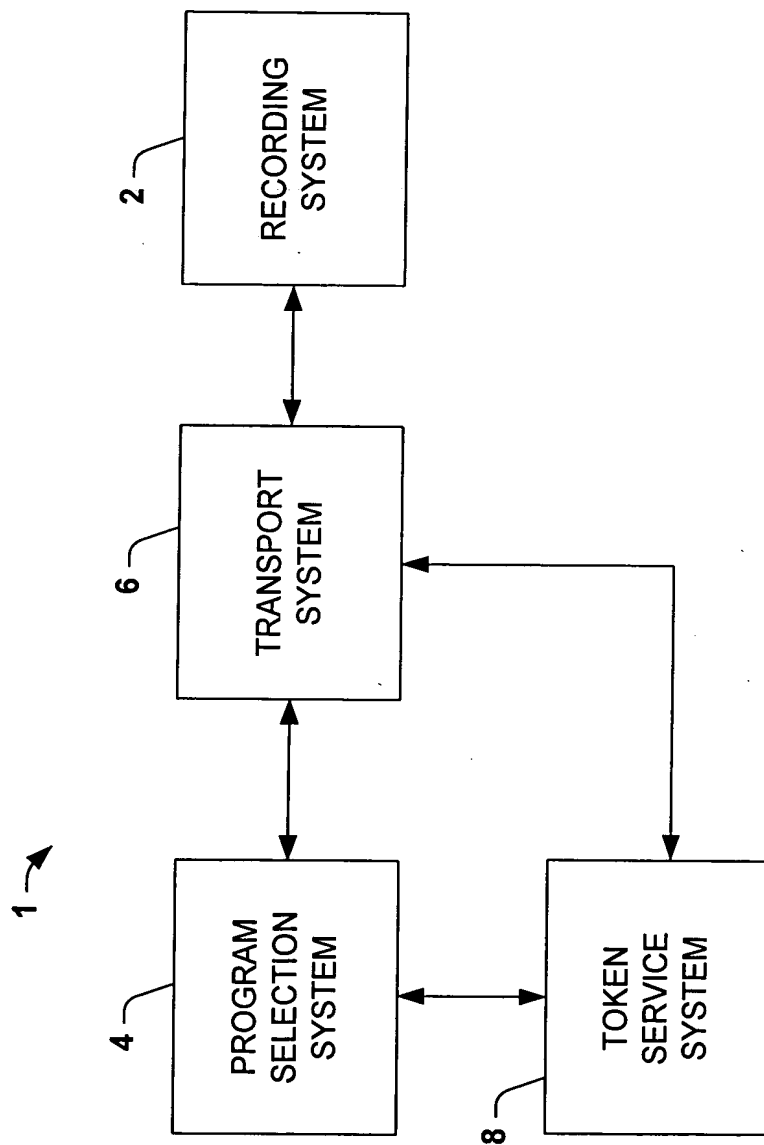 1
4
PROGRAM
SELECTION
SYSTEM
6
TRANSPORT
SYSTEM
2
RECORDING
SYSTEM
8
TOKEN
SERVICE
SYSTEM